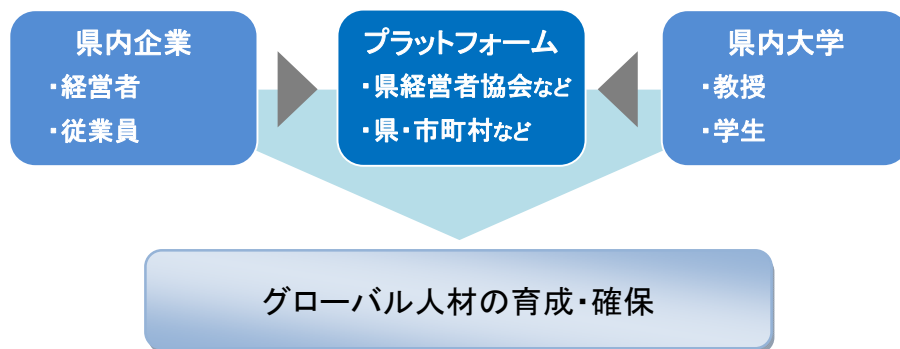 県内企業
・経営者
・従業員
プラットフォーム
・県経営者協会など
・県・市町村など
県内大学
・教授
・学生
グローバル人材の育成・確保